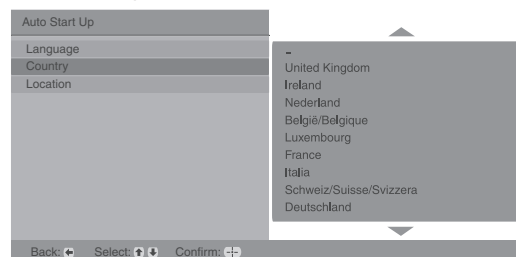 Auto Start Up
Language
Country
Location
–
United Kingdom
Ireland
Nederland
België/Belgique
Luxembourg
France
Italia
Schweiz/Suisse/Svizzera
Deutschland
Back: Select: Confirm: